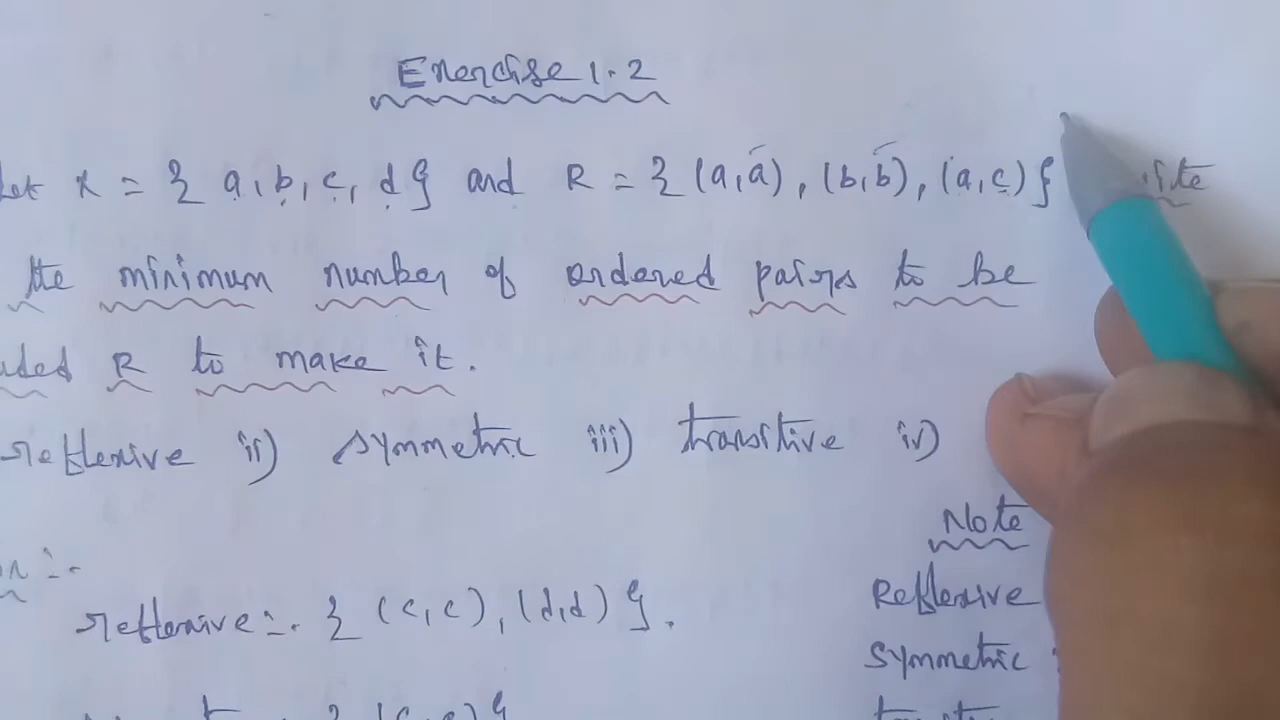 Exercise 1.2
Let X = { a, b, c, d } and R = { (a, a), (b, b), (a, c) }
the minimum number of ordered pairs to be
R to make it.
reflexive ii) symmetric iii) transitive iv)
Note
reflexive :- { (c, c), (d, d) }.
Reflexive
Symmetric